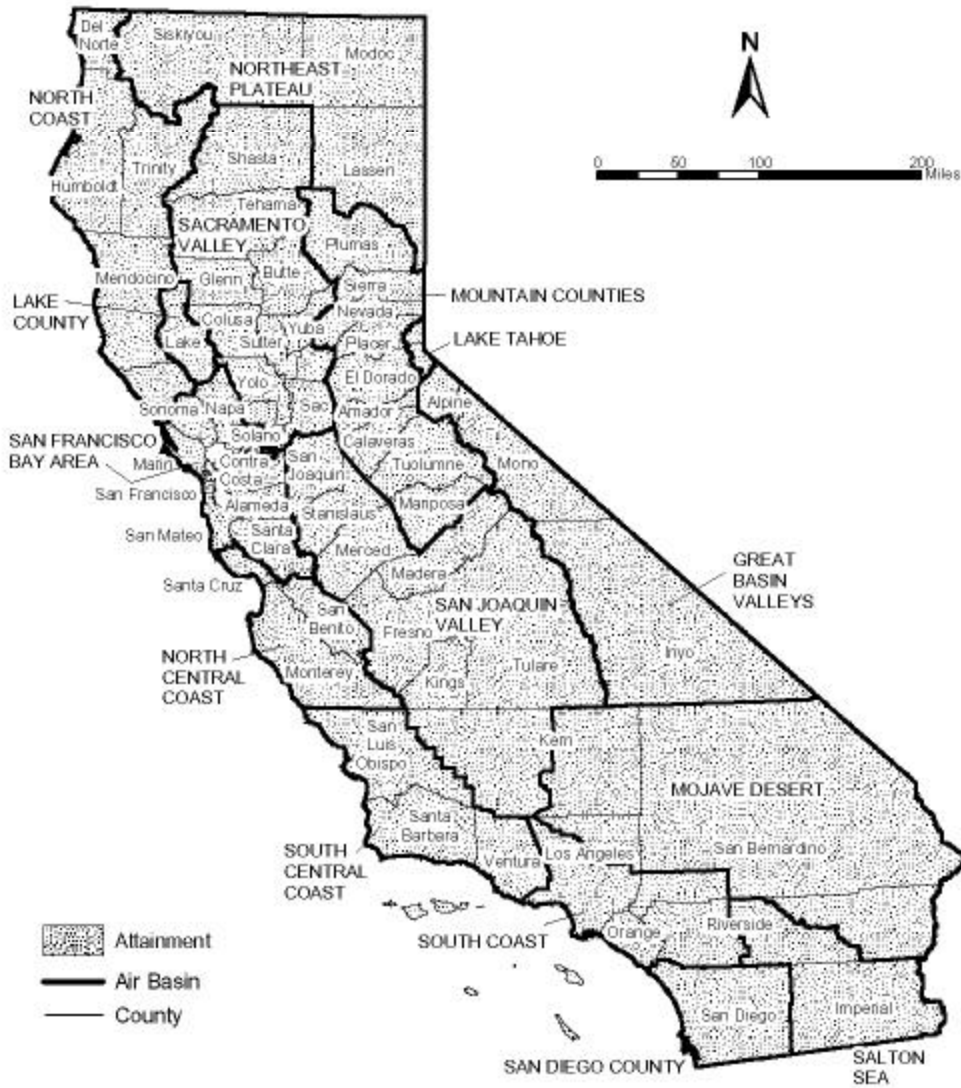 Del
Norte
Siskiyou
Modoc
NORTHEAST
PLATEAU
N
NORTH
COAST
0 50 100 200
Miles
Shasta
Trinity
Lassen
Humboldt
Tehama
SACRAMENTO
VALLEY
Plumas
Mendocino
Glenn
Butte
Sierra
MOUNTAIN COUNTIES
LAKE
COUNTY
Nevada
Colusa
Yuba
Lake
Sutter
Placer
LAKE TAHOE
Yolo
El Dorado
Sonoma
Napa
Sac
Amador
Alpine
Solano
SAN FRANCISCO
BAY AREA
Calaveras
Marin
Contra
Costa
San
Joaquin
Tuolumne
Mono
San Francisco
Alameda
Stanislaus
Mariposa
San Mateo
Santa
Clara
Merced
Madera
GREAT
BASIN
VALLEYS
Santa Cruz
San
Benito
SAN JOAQUIN
VALLEY
Fresno
NORTH
CENTRAL
COAST
Monterey
Kings
Tulare
Inyo
San
Luis
Obispo
Kern
MOJAVE DESERT
Santa
Barbara
Ventura
Los Angeles
San Bernardino
SOUTH
CENTRAL
COAST
Riverside
Orange
SOUTH COAST
Attainment
Air Basin
County
San Diego
Imperial
SAN DIEGO COUNTY
SALTON
SEA